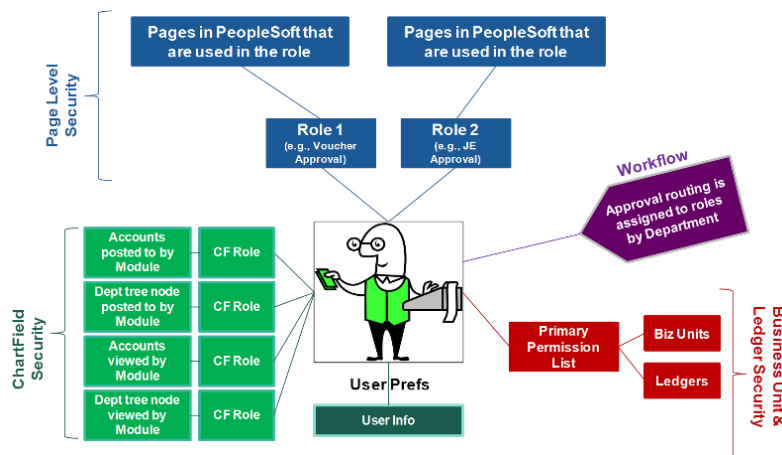 Pages in PeopleSoft that
are used in the role
Pages in PeopleSoft that
are used in the role
Page Level
Security
Role 1
(e.g., Voucher
Approval)
Role 2
(e.g., JE
Approval)
Workflow
Approval routing is
assigned to roles
by Department
Accounts
posted to by
Module
CF Role
Dept tree node
posted to by
Module
CF Role
Accounts
viewed by
Module
CF Role
Dept tree node
viewed by
Module
CF Role
ChartField
Security
User Prefs
User Info
Primary
Permission
List
Biz Units
Ledgers
Business Unit &
Ledger Security